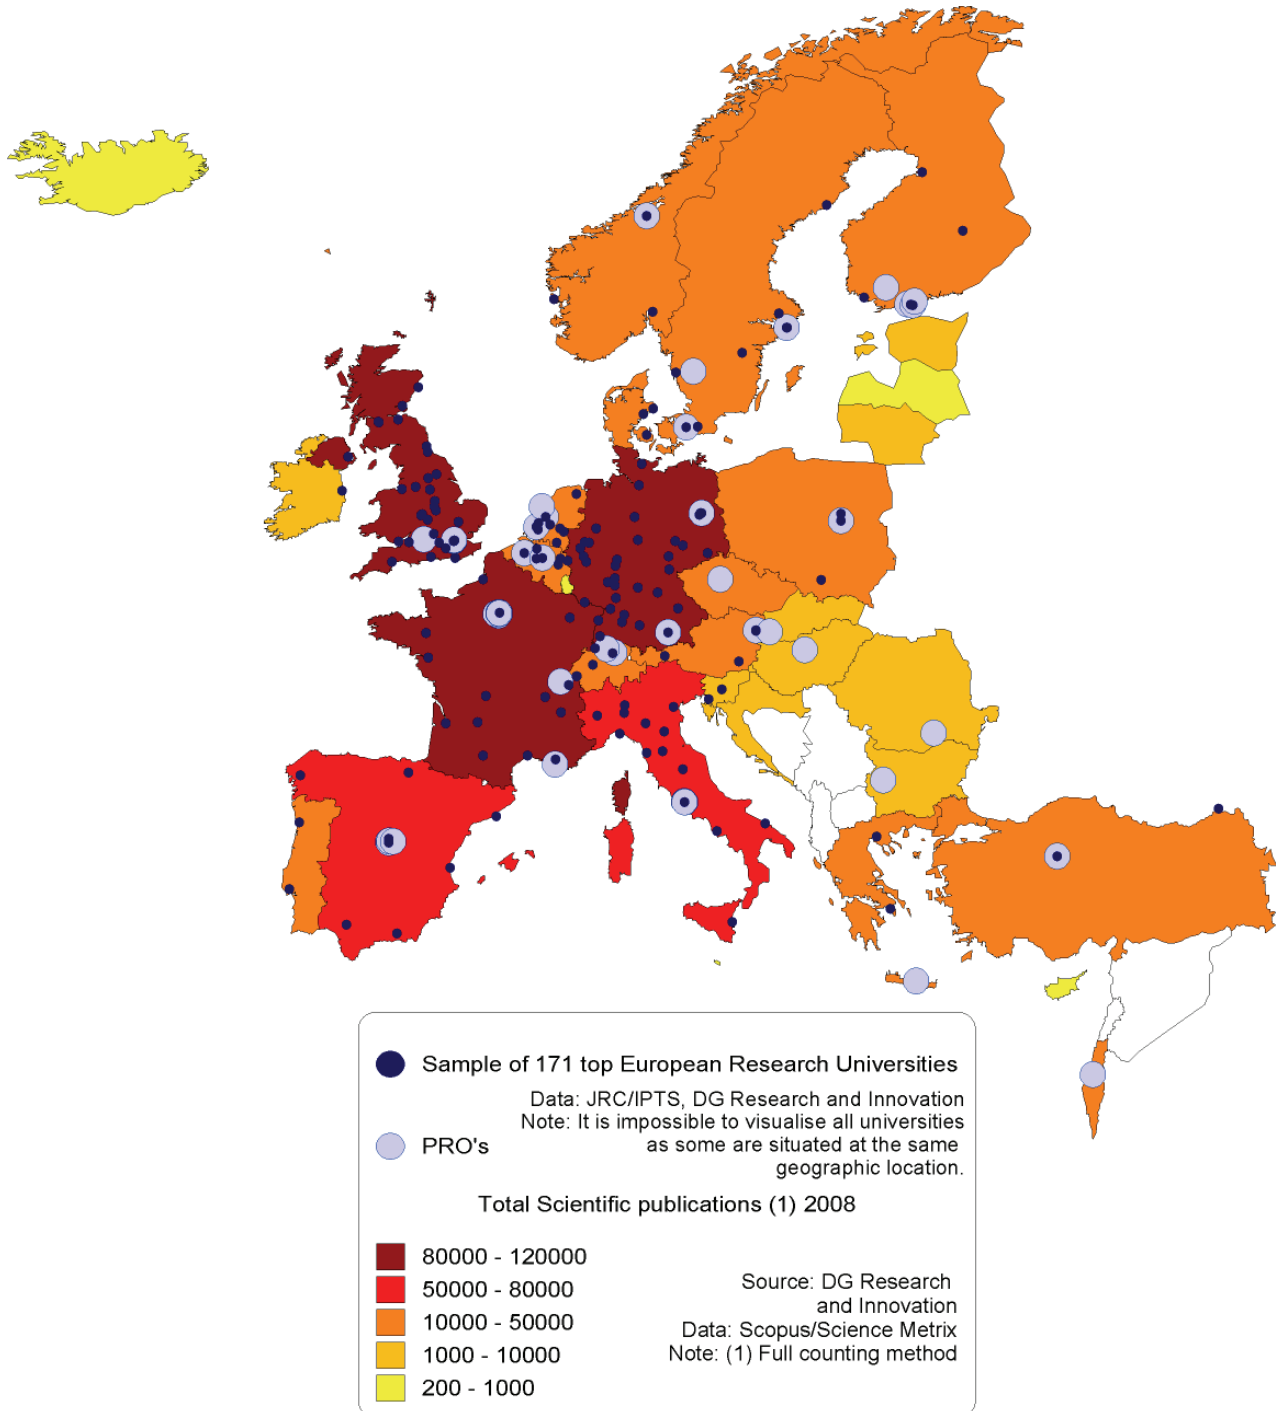 Sample of 171 top European Research Universities
Data: JRC/IPTS, DG Research and Innovation
Note: It is impossible to visualise all universities
as some are situated at the same
geographic location.
PRO's
Total Scientific publications (1) 2008
80000 - 120000
50000 - 80000
10000 - 50000
1000 - 10000
200 - 1000
Source: DG Research
and Innovation
Data: Scopus/Science Metrix
Note: (1) Full counting method